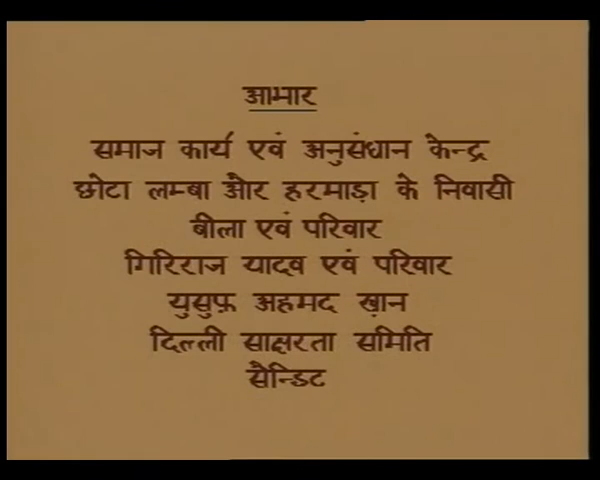 आभार
समाज कार्य एवं अनुसंधान केन्द्र
छोटा लम्बा और हरमाड़ा के निवासी
बीला एवं परिवार
गिरिराज यादव एवं परिवार
युसुफ़ अहमद ख़ान
दिल्ली साक्षरता समिति
सैन्डिट